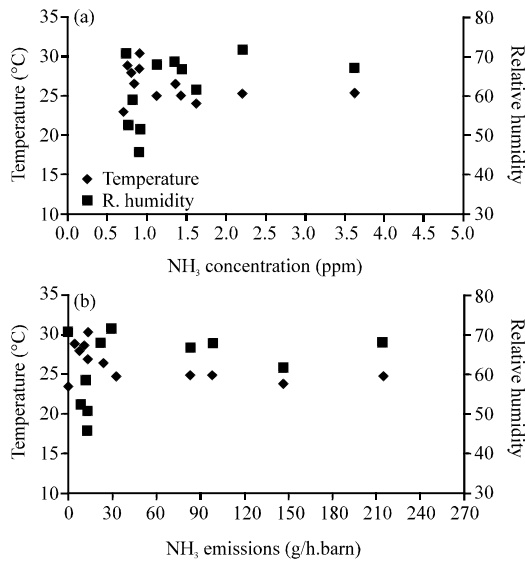 (a)
35
30
25
20
15
10
Temperature (°C)
80
70
60
50
40
30
Relative humidity
Temperature
R. humidity
0.0 0.5 1.0 1.5 2.0 2.5 3.0 3.5 4.0 4.5 5.0
NH3 concentration (ppm)
(b)
35
30
25
20
15
10
Temperature (°C)
80
70
60
50
40
30
Relative humidity
0 30 60 90 120 150 180 210 240 270
NH3 emissions (g/h.barn)